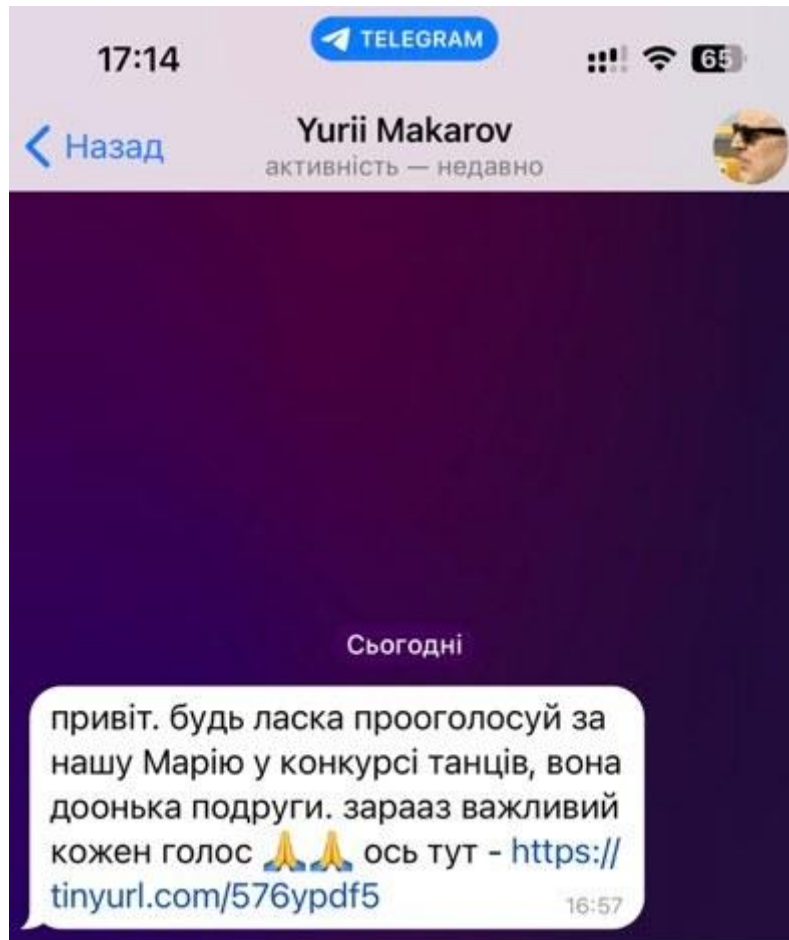 17:14
TELEGRAM
65
Назад
Yurii Makarov
активність — недавно
Сьогодні
привіт. будь ласка прооголосуй за
нашу Марію у конкурсі танців, вона
доонька подруги. зарааз важливий
кожен голос 🙏🙏 ось тут - https://
tinyurl.com/576ypdf5
16:57